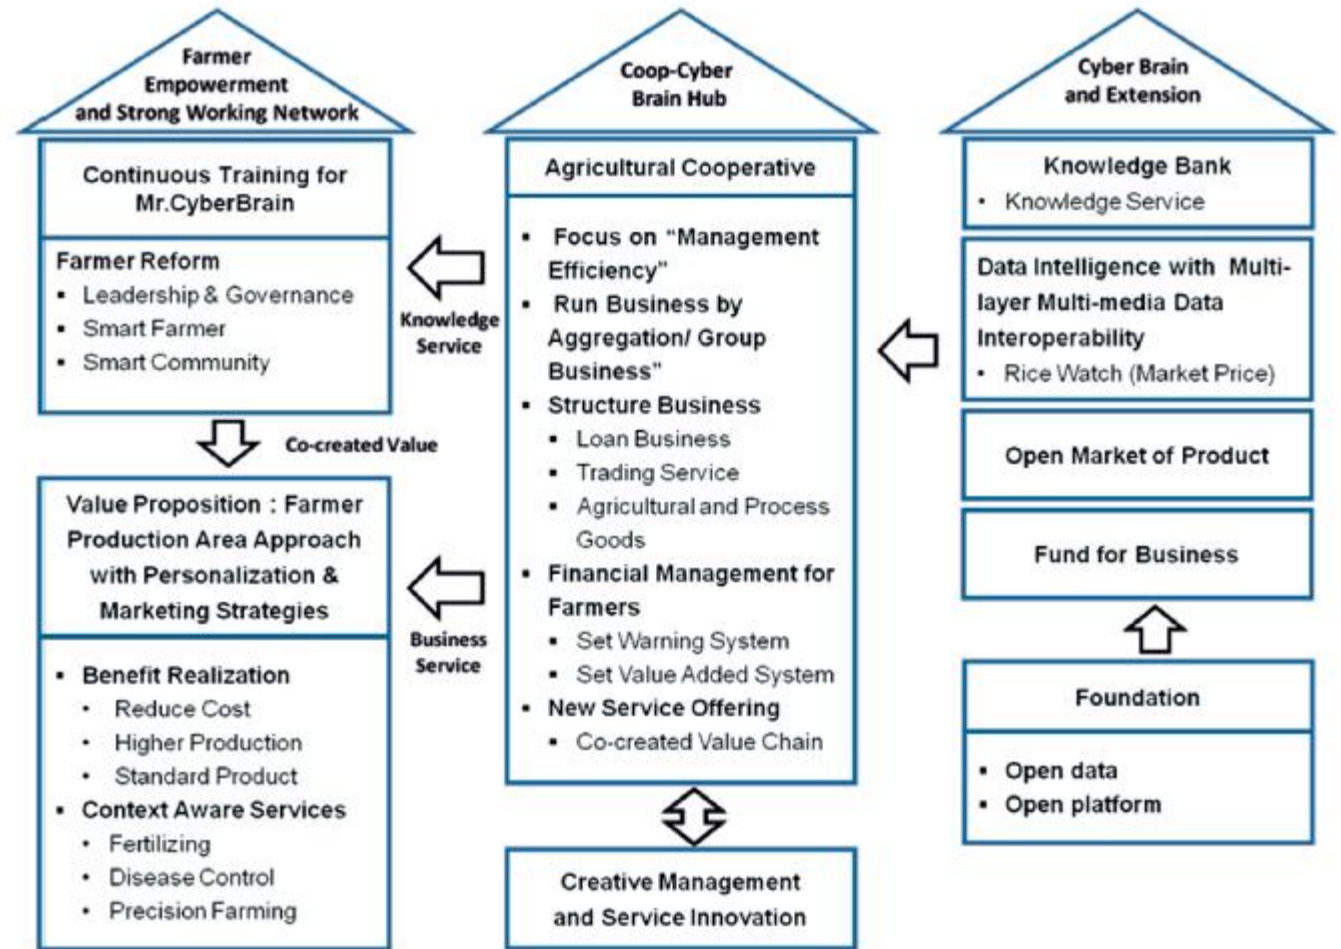 Farmer
Empowerment
and Strong Working Network
Continuous Training for
Mr.CyberBrain
Farmer Reform
▪ Leadership & Governance
▪ Smart Farmer
▪ Smart Community
Co-created Value
Value Proposition : Farmer
Production Area Approach
with Personalization &
Marketing Strategies
▪ Benefit Realization
• Reduce Cost
• Higher Production
• Standard Product
▪ Context Aware Services
• Fertilizing
• Disease Control
• Precision Farming
Knowledge
Service
Business
Service
Coop-Cyber
Brain Hub
Agricultural Cooperative
▪ Focus on “Management
Efficiency”
▪ Run Business by
Aggregation/ Group
Business”
▪ Structure Business
▪ Loan Business
▪ Trading Service
▪ Agricultural and Process
Goods
▪ Financial Management for
Farmers
▪ Set Warning System
▪ Set Value Added System
▪ New Service Offering
▪ Co-created Value Chain
Creative Management
and Service Innovation
Cyber Brain
and Extension
Knowledge Bank
• Knowledge Service
Data Intelligence with Multi-
layer Multi-media Data
Interoperability
• Rice Watch (Market Price)
Open Market of Product
Fund for Business
Foundation
▪ Open data
▪ Open platform